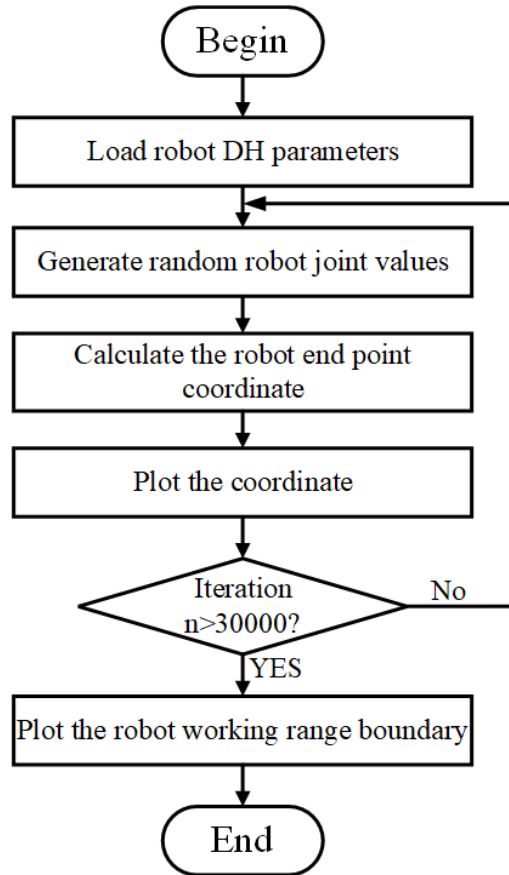 Begin
Load robot DH parameters
Generate random robot joint values
Calculate the robot end point
coordinate
Plot the coordinate
Iteration
n>30000?
No
YES
Plot the robot working range boundary
End